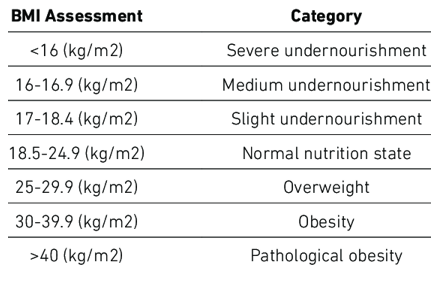 BMI Assessment Category
<16 (kg/m2) Severe undernourishment
16-16.9 (kg/m2) Medium undernourishment
17-18.4 (kg/m2) Slight undernourishment
18.5-24.9 (kg/m2) Normal nutrition state
25-29.9 (kg/m2) Overweight
30-39.9 (kg/m2) Obesity
>40 (kg/m2) Pathological obesity